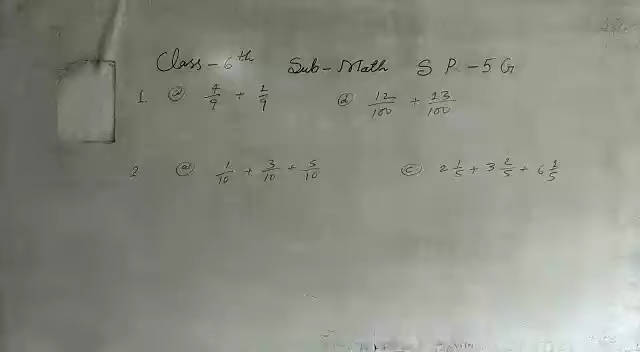 Class-6th Sub-Math S P.-5 G
1. (a) 4/9 + 2/9 (d) 12/100 + 23/100
2 (a) 1/10 + 3/10 + 5/10 (c) 2 1/5 + 3 2/5 + 6 1/5